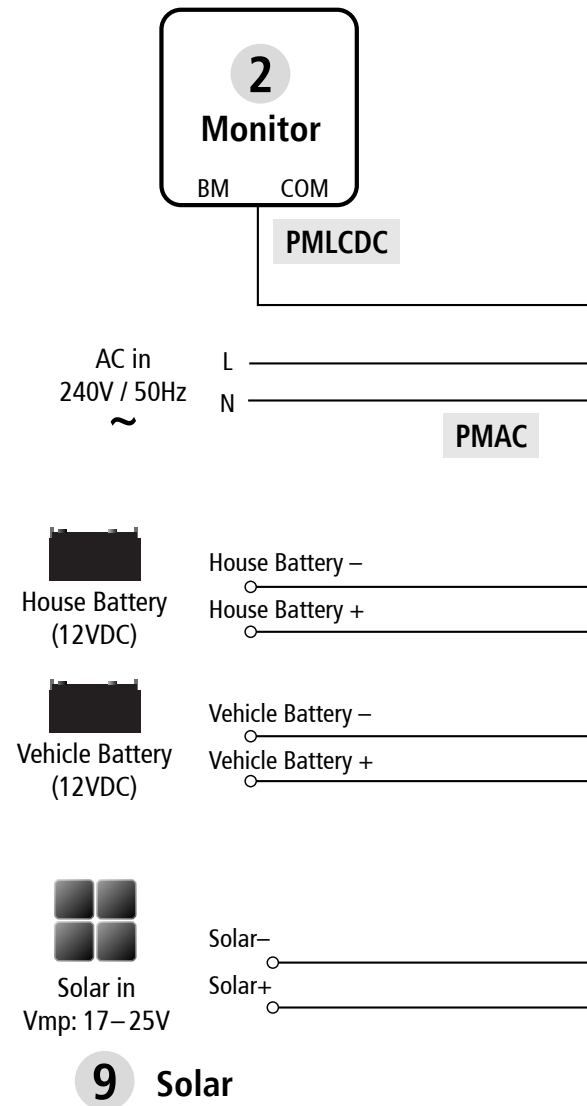 2
Monitor
BM COM
PMLCDC
AC in
240V / 50Hz
~
L
N
PMAC
House Battery
(12VDC)
House Battery –
House Battery +
Vehicle Battery
(12VDC)
Vehicle Battery –
Vehicle Battery +
Solar in
Vmp: 17–25V
Solar–
Solar+
9 Solar